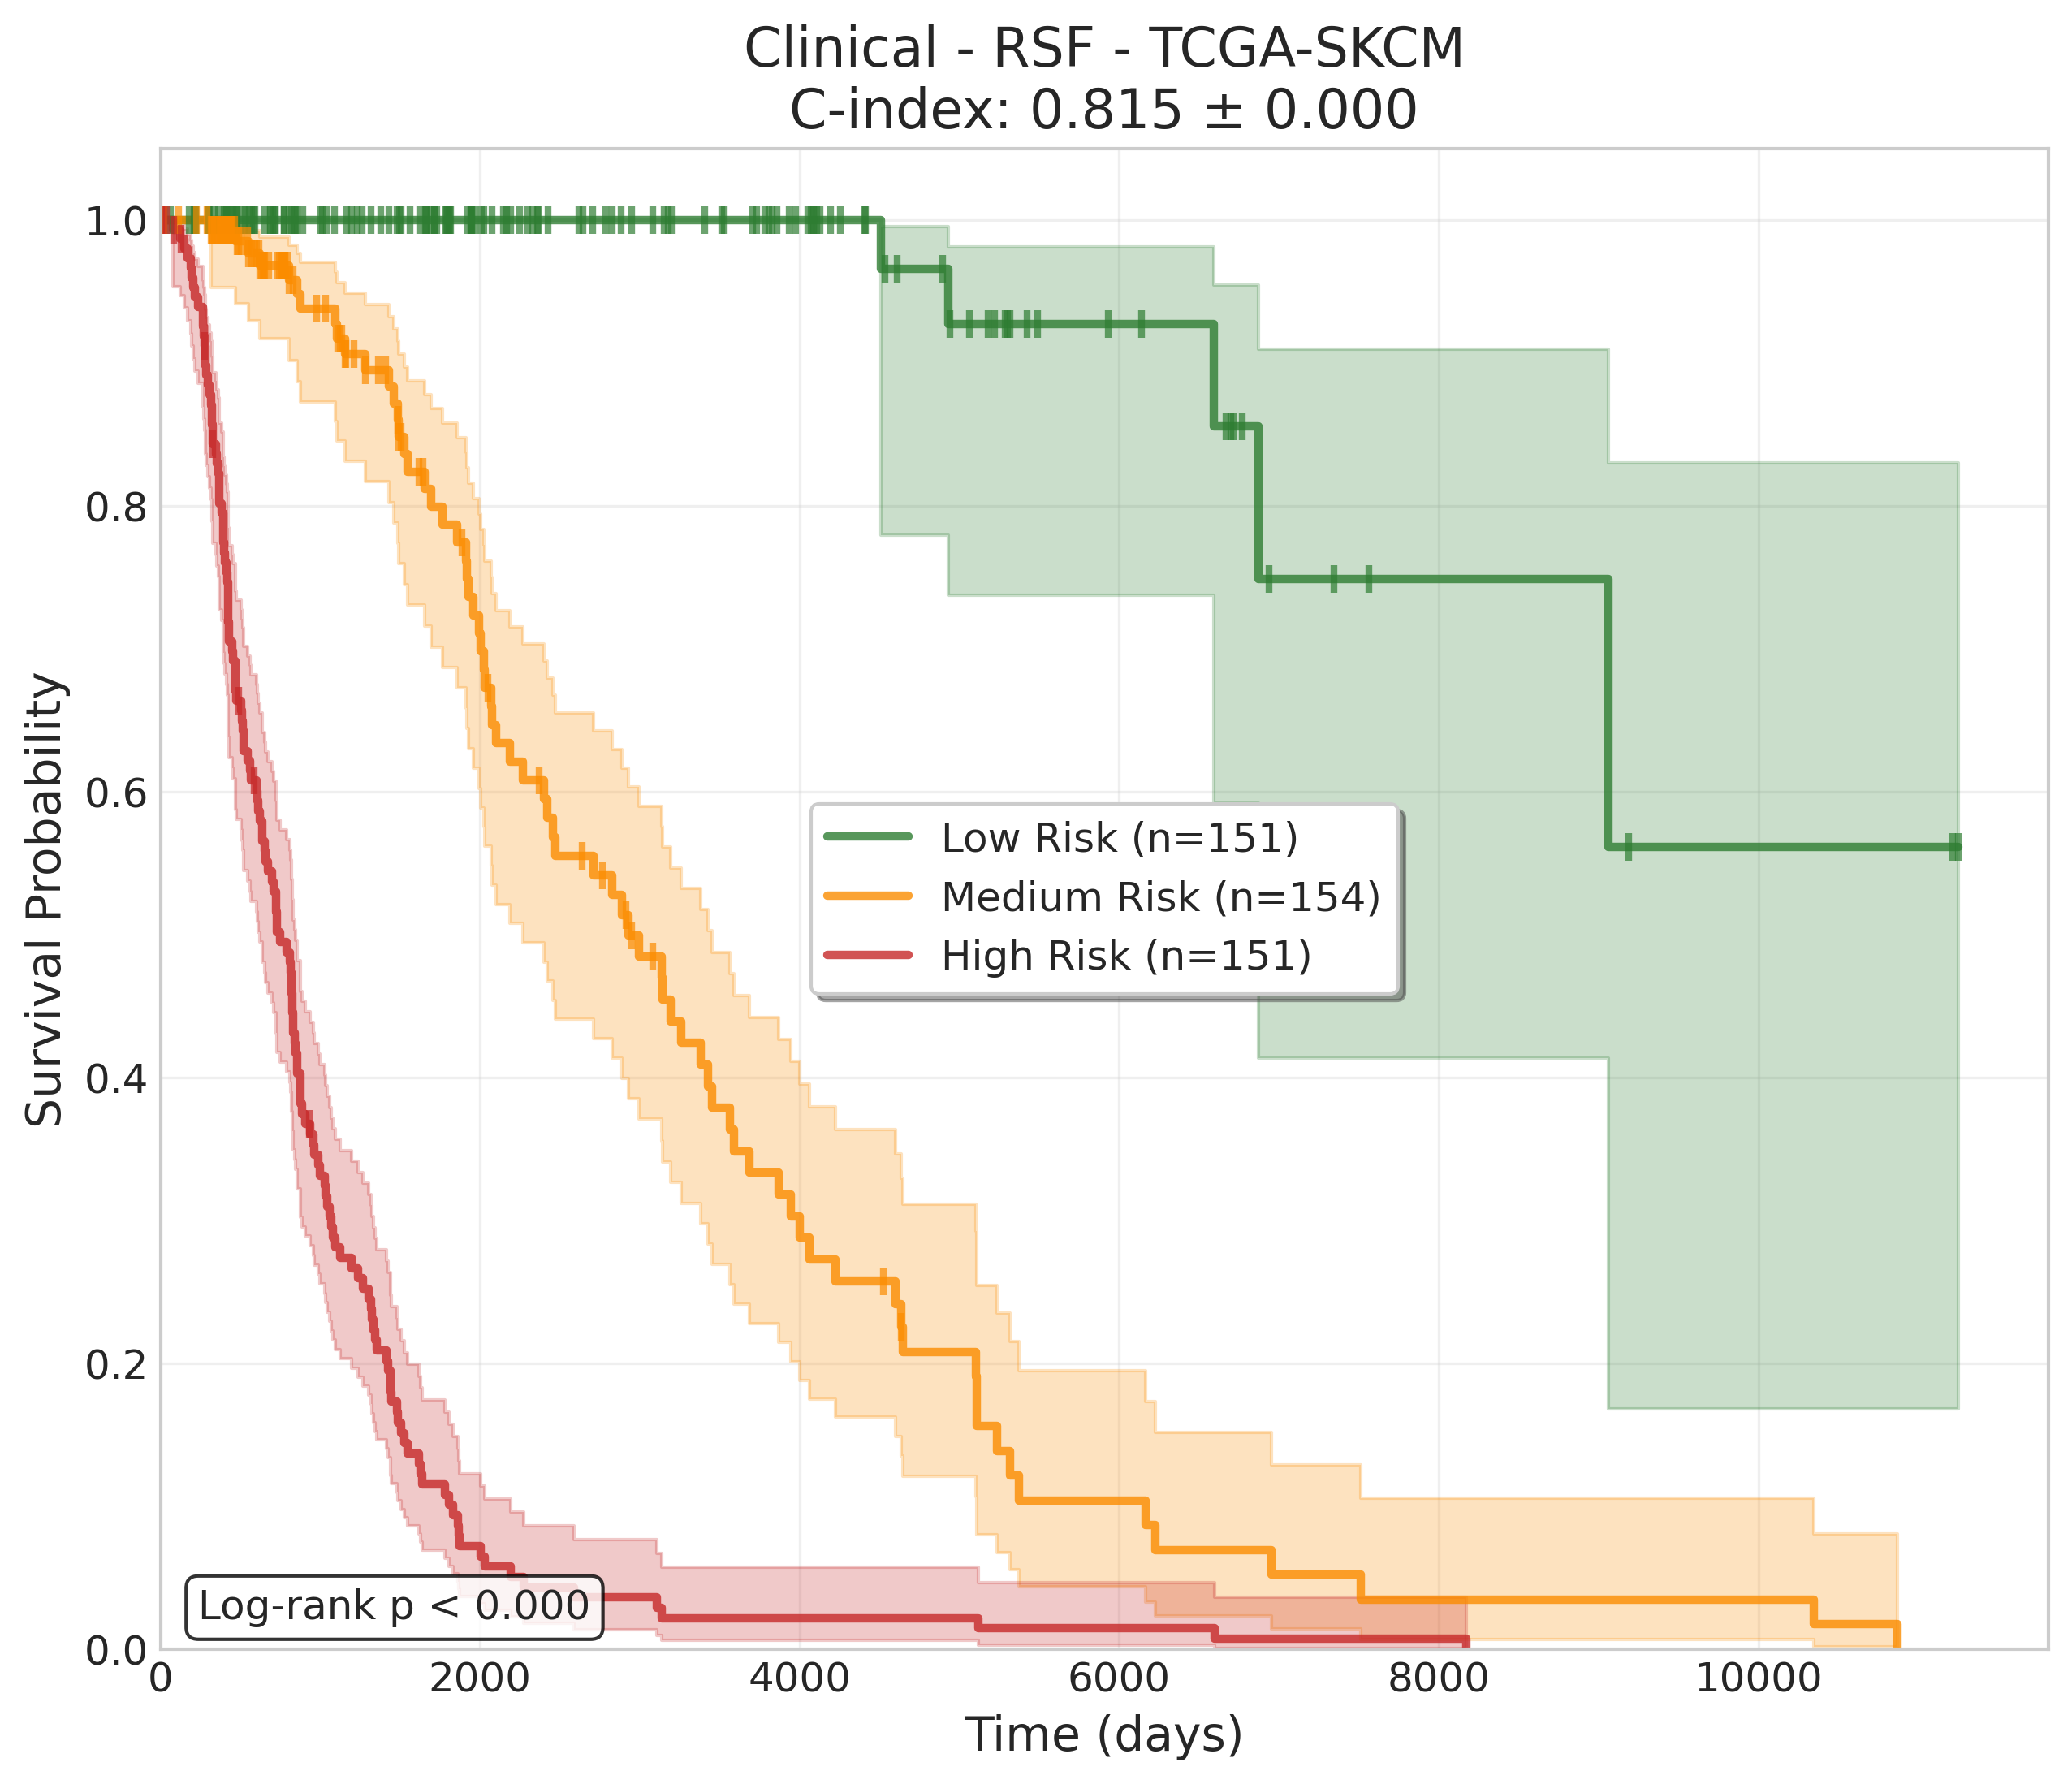 Clinical - RSF - TCGA-SKCM
C-index: 0.815 ± 0.000
Survival Probability
1.0
0.8
0.6
0.4
0.2
0.0
Low Risk (n=151)
Medium Risk (n=154)
High Risk (n=151)
Log-rank p < 0.000
0
2000
4000
6000
8000
10000
Time (days)